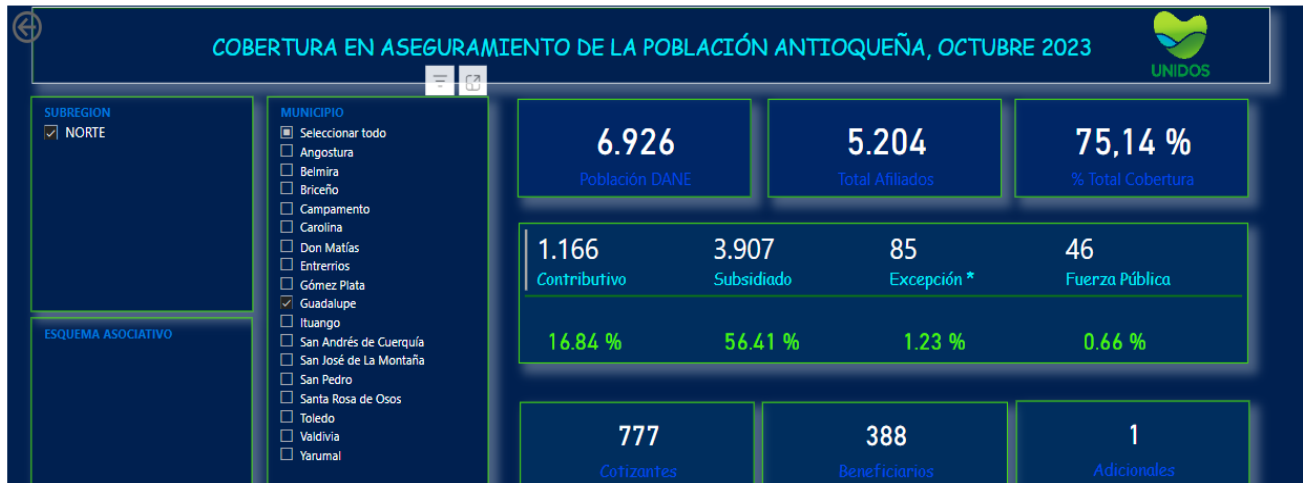 COBERTURA EN ASEGURAMIENTO DE LA POBLACIÓN ANTIOQUEÑA, OCTUBRE 2023
UNIDOS
SUBREGION
NORTE
ESQUEMA ASOCIATIVO
MUNICIPIO
Seleccionar todo
Angostura
Belmira
Briceño
Campamento
Carolina
Don Matías
Entrerrios
Gómez Plata
Guadalupe
Ituango
San Andrés de Cuerquía
San José de La Montaña
San Pedro
Santa Rosa de Osos
Toledo
Valdivia
Yarumal
6.926 5.204 75,14 %
Población DANE Total Afiliados % Total Cobertura
1.166 3.907 85 46
Contributivo Subsidiado Excepción * Fuerza Pública
16.84 % 56.41 % 1.23 % 0.66 %
777 388 1
Cotizantes Beneficiarios Adicionales